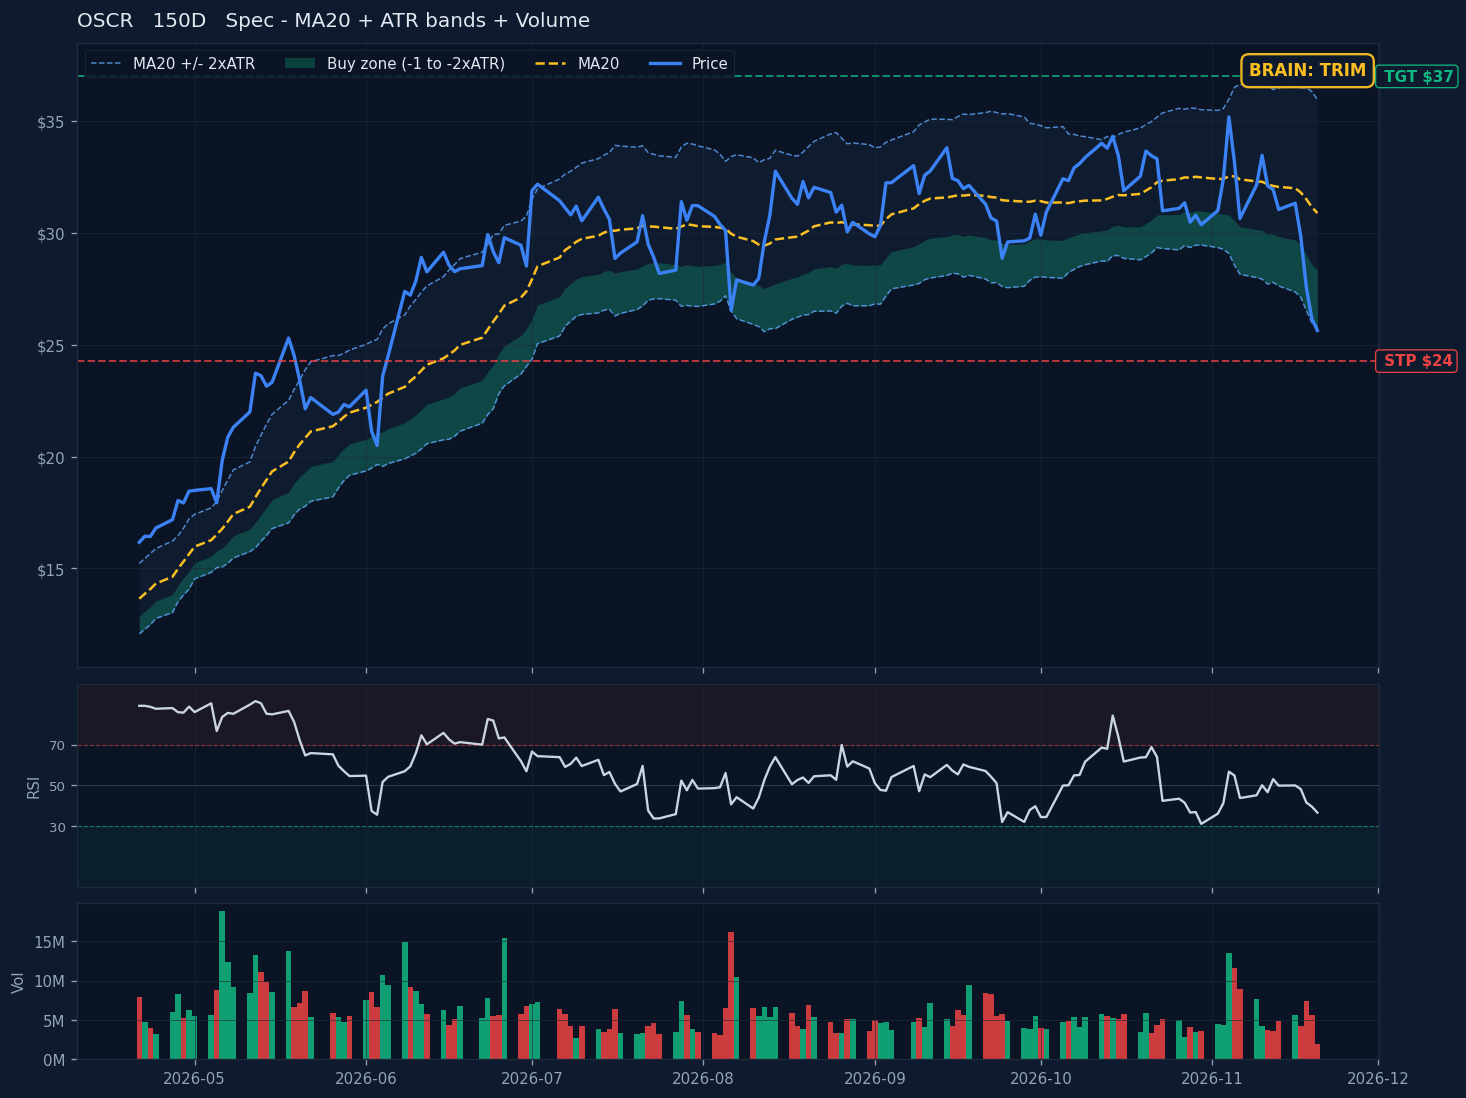 OSCR   150D   Spec - MA20 + ATR bands + Volume
MA20 +/- 2xATR
Buy zone (-1 to -2xATR)
MA20
Price
BRAIN: TRIM
TGT $37
$35
$30
$25
STP $24
$20
$15
RSI
70
50
30
Vol
15M
10M
5M
0M
2026-05
2026-06
2026-07
2026-08
2026-09
2026-10
2026-11
2026-12